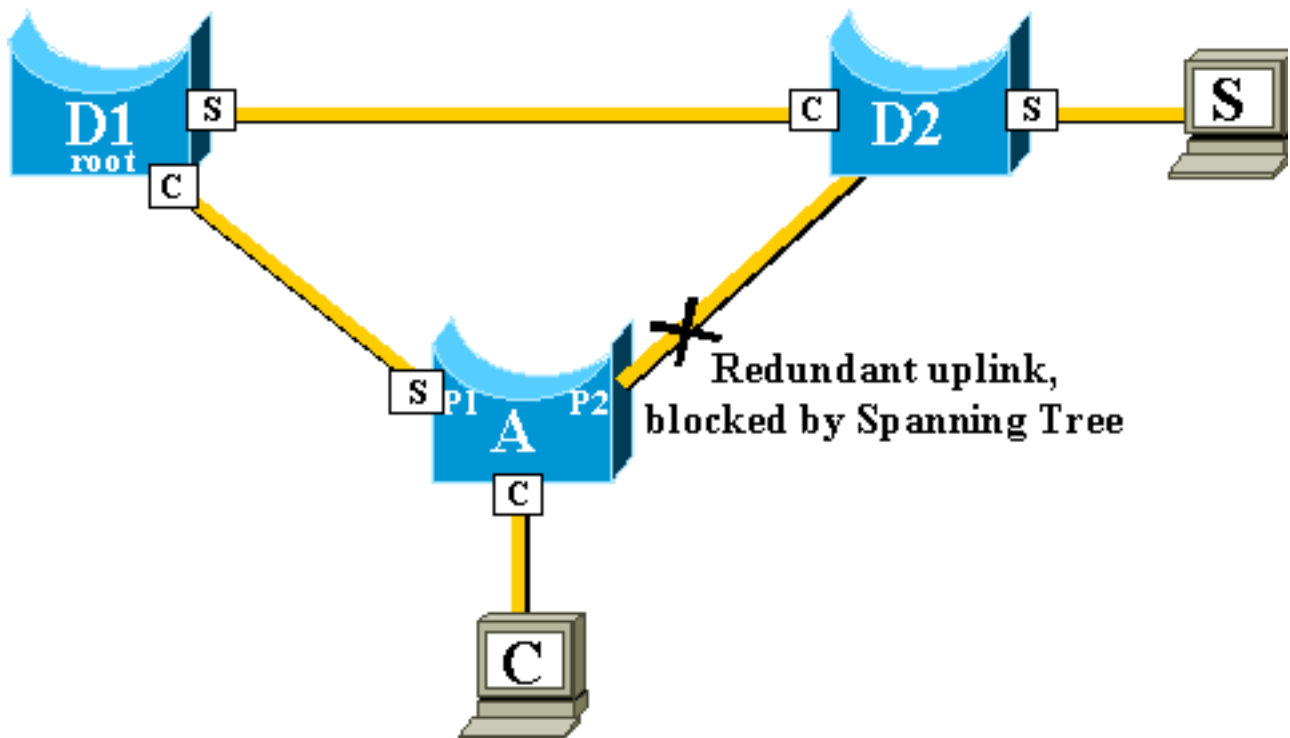 D1
root
S
C
C
D2
S
S
S
P1
P2
A
C
Redundant uplink,
blocked by Spanning Tree
C